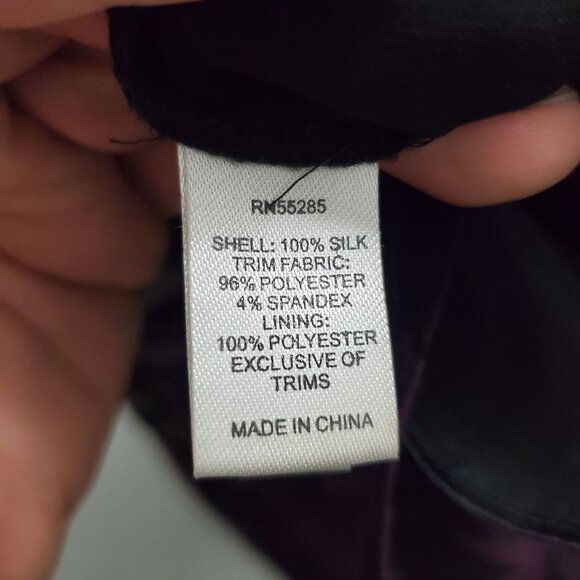 RN55285
SHELL: 100% SILK
TRIM FABRIC:
96% POLYESTER
4% SPANDEX
LINING:
100% POLYESTER
EXCLUSIVE OF
TRIMS
MADE IN CHINA